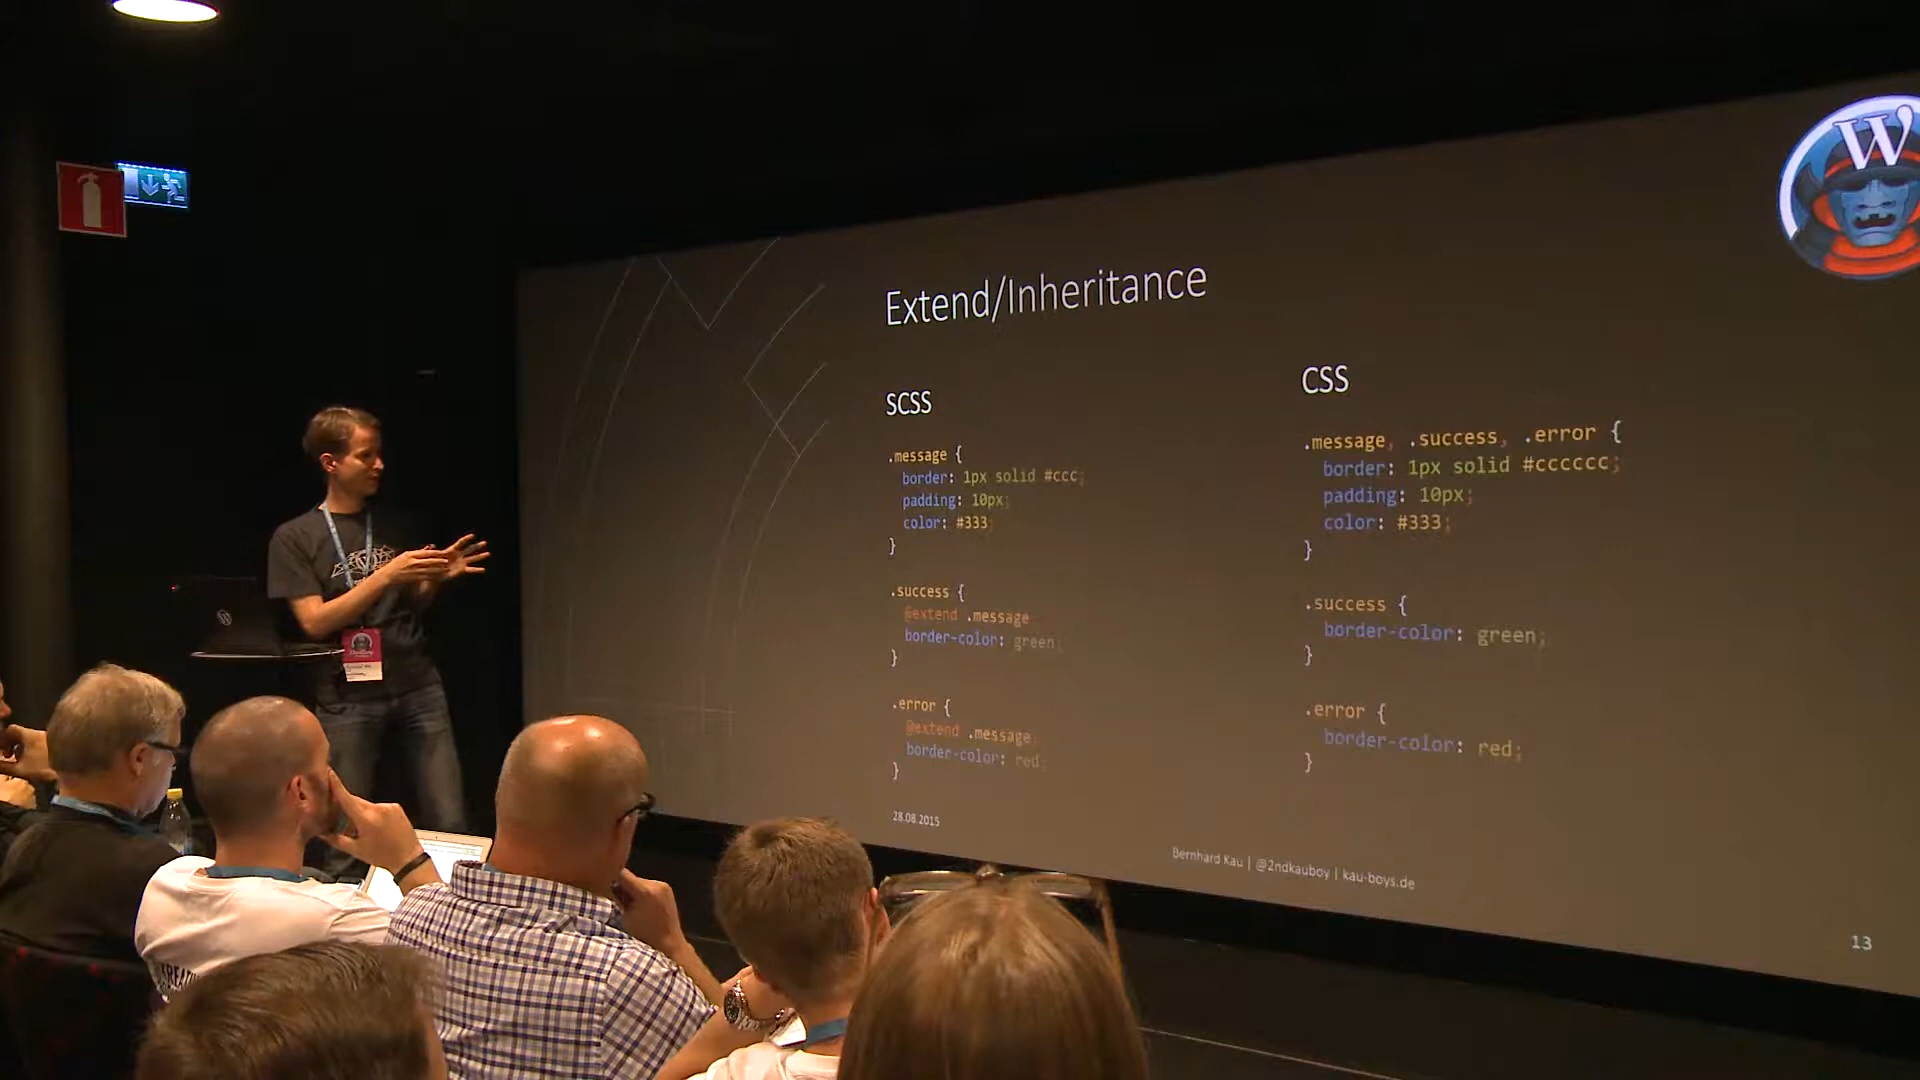 W
Extend/Inheritance
SCSS
.message {
border: 1px solid #ccc;
padding: 10px;
color: #333;
}
.success {
@extend .message;
border-color: green;
}
.error {
@extend .message;
border-color: red;
}
CSS
.message, .success, .error {
border: 1px solid #cccccc;
padding: 10px;
color: #333;
}
.success {
border-color: green;
}
.error {
border-color: red;
}
28.08.2015
Bernhard Kau | @2ndkauboy | kau-boys.de
13